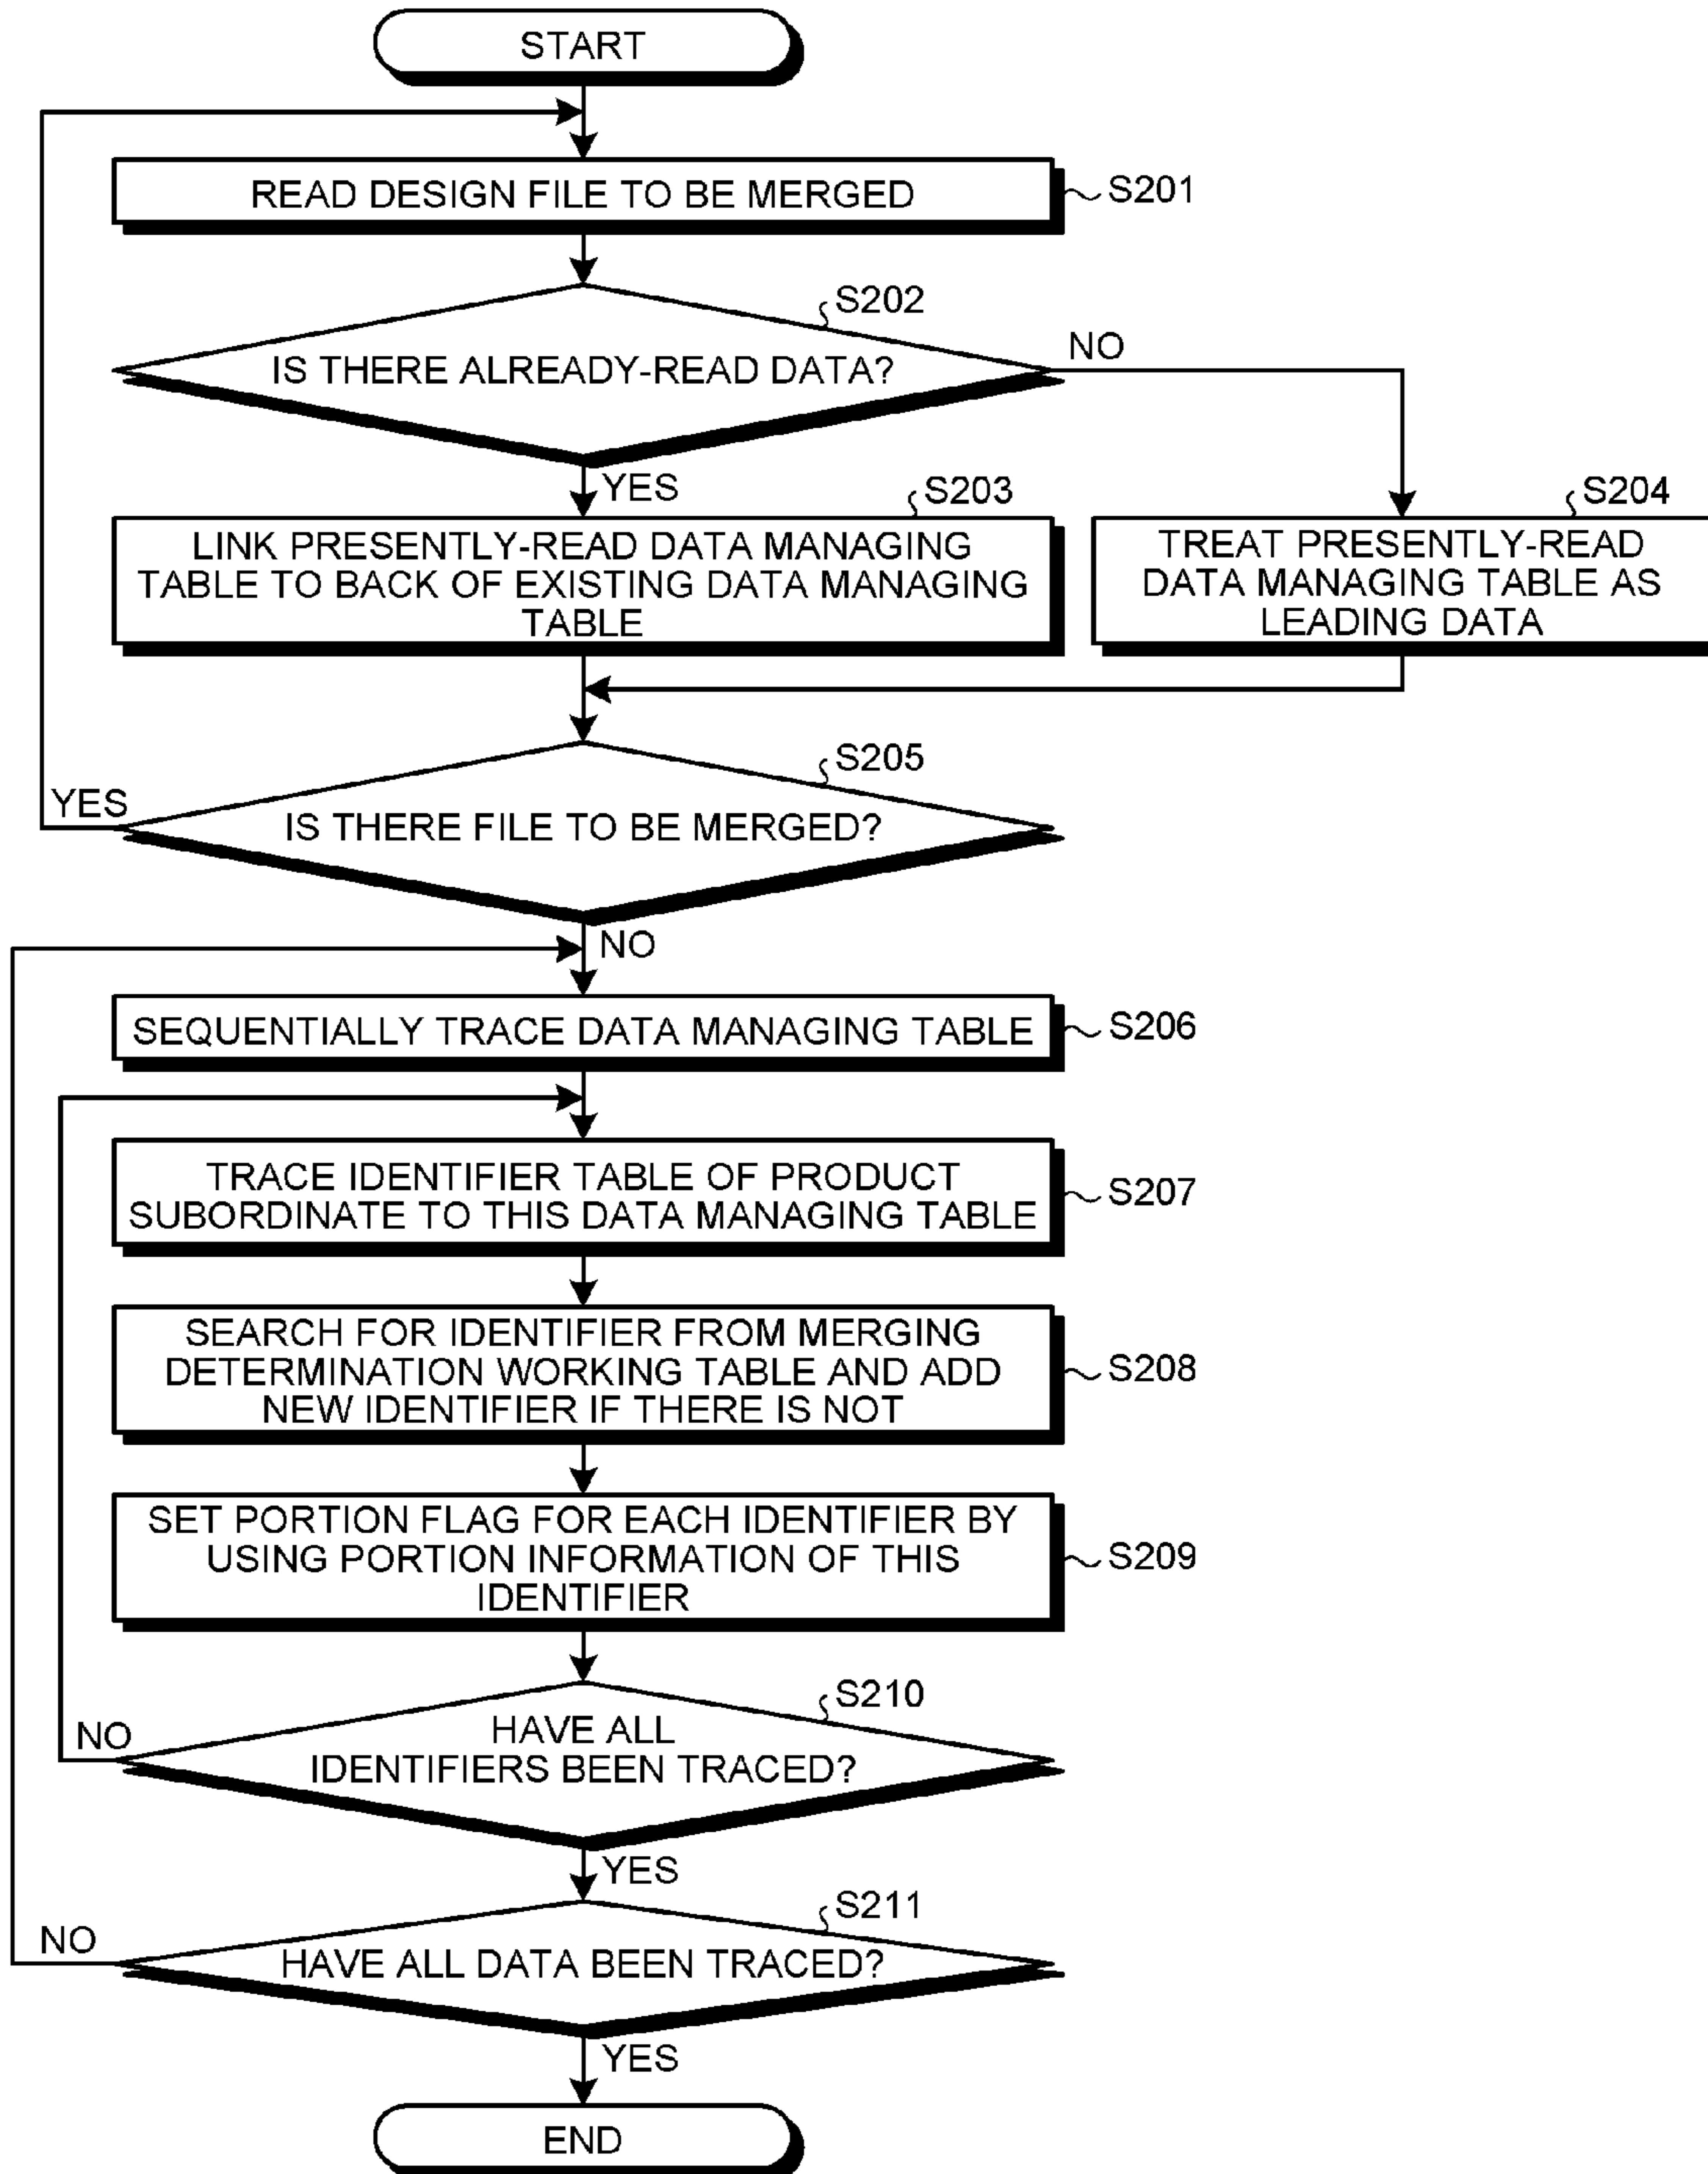 START
READ DESIGN FILE TO BE MERGED
S201
S202
IS THERE ALREADY-READ DATA?
NO
YES
S203
LINK PRESENTLY-READ DATA MANAGING
TABLE TO BACK OF EXISTING DATA MANAGING
TABLE
S204
TREAT PRESENTLY-READ
DATA MANAGING TABLE AS
LEADING DATA
S205
YES
IS THERE FILE TO BE MERGED?
NO
SEQUENTIALLY TRACE DATA MANAGING TABLE
S206
TRACE IDENTIFIER TABLE OF PRODUCT
SUBORDINATE TO THIS DATA MANAGING TABLE
S207
SEARCH FOR IDENTIFIER FROM MERGING
DETERMINATION WORKING TABLE AND ADD
NEW IDENTIFIER IF THERE IS NOT
S208
SET PORTION FLAG FOR EACH IDENTIFIER BY
USING PORTION INFORMATION OF THIS
IDENTIFIER
S209
S210
NO
HAVE ALL
IDENTIFIERS BEEN TRACED?
YES
S211
NO
HAVE ALL DATA BEEN TRACED?
YES
END